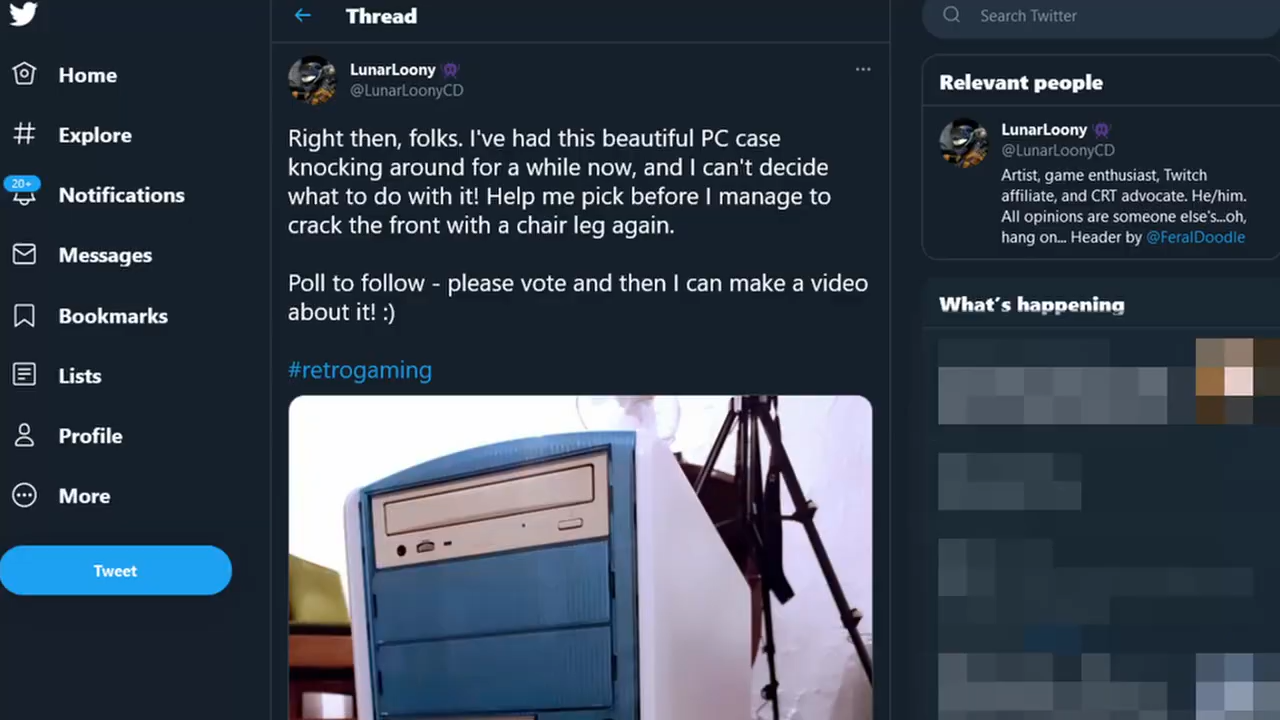 Thread
Search Twitter
Home
Explore
20+
Notifications
Messages
Bookmarks
Lists
Profile
More
Tweet
LunarLoony
@LunarLoonyCD
Right then, folks. I've had this beautiful PC case
knocking around for a while now, and I can't decide
what to do with it! Help me pick before I manage to
crack the front with a chair leg again.
Poll to follow - please vote and then I can make a video
about it! :)
#retrogaming
Relevant people
LunarLoony
@LunarLoonyCD
Artist, game enthusiast, Twitch
affiliate, and CRT advocate. He/him.
All opinions are someone else's...oh,
hang on... Header by @FeralDoodle
What's happening